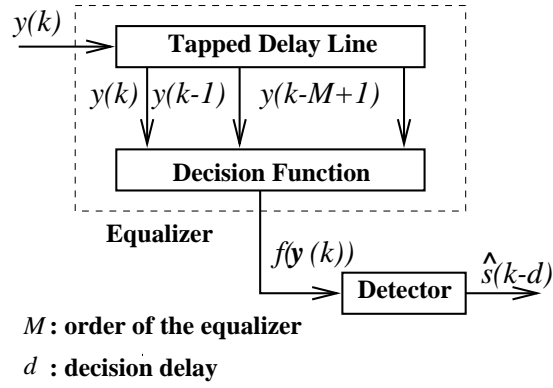 y(k)
Tapped Delay Line
y(k) y(k-1) y(k-M+1)
Decision Function
Equalizer
f(y (k))
ŝ(k-d)
Detector
M : order of the equalizer
d : decision delay